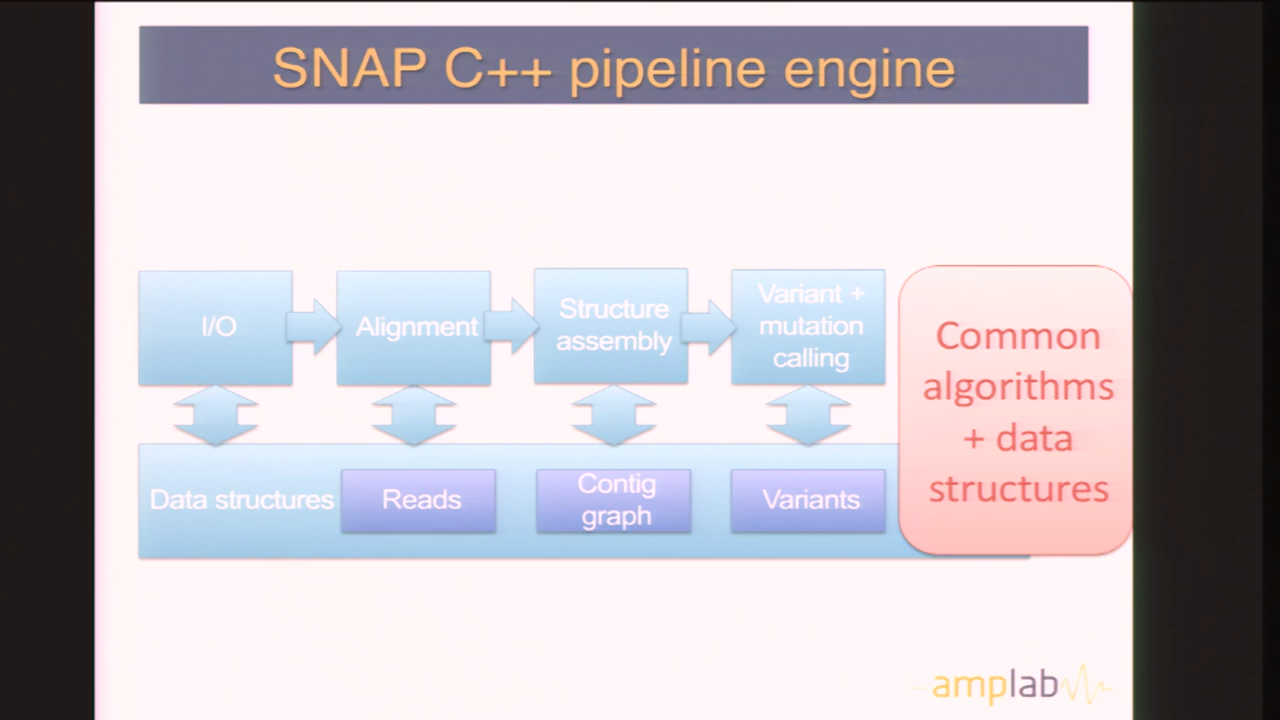 SNAP C++ pipeline engine
I/O
Alignment
Structure
assembly
Variant +
mutation
calling
Common
algorithms
+ data
structures
Data structures
Reads
Contig
graph
Variants
amplab